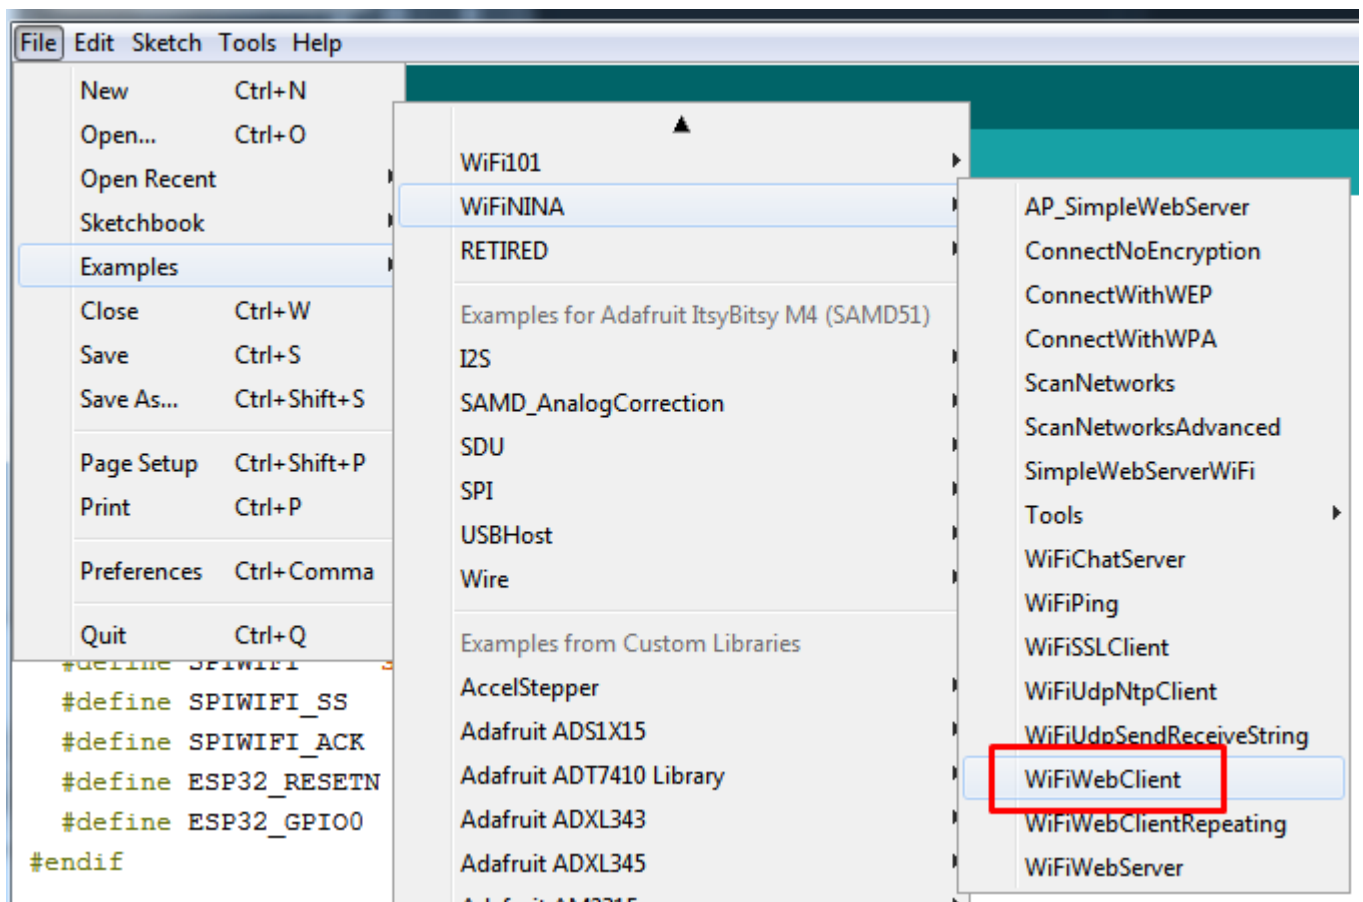 File Edit Sketch Tools Help
New Ctrl+N
Open... Ctrl+O
Open Recent
Sketchbook
Examples
Close Ctrl+W
Save Ctrl+S
Save As... Ctrl+Shift+S
Page Setup Ctrl+Shift+P
Print Ctrl+P
Preferences Ctrl+Comma
Quit Ctrl+Q
#define SPIWIFI
#define SPIWIFI_SS
#define SPIWIFI_ACK
#define ESP32_RESETN
#define ESP32_GPIO0
#endif
WiFi101
WiFiNINA
RETIRED
Examples for Adafruit ItsyBitsy M4 (SAMD51)
I2S
SAMD_AnalogCorrection
SDU
SPI
USBHost
Wire
Examples from Custom Libraries
AccelStepper
Adafruit ADS1X15
Adafruit ADT7410 Library
Adafruit ADXL343
Adafruit ADXL345
AP_SimpleWebServer
ConnectNoEncryption
ConnectWithWEP
ConnectWithWPA
ScanNetworks
ScanNetworksAdvanced
SimpleWebServerWiFi
Tools
WiFiChatServer
WiFiPing
WiFiSSLClient
WiFiUdpNtpClient
WiFiUdpSendReceiveString
WiFiWebClient
WiFiWebClientRepeating
WiFiWebServer